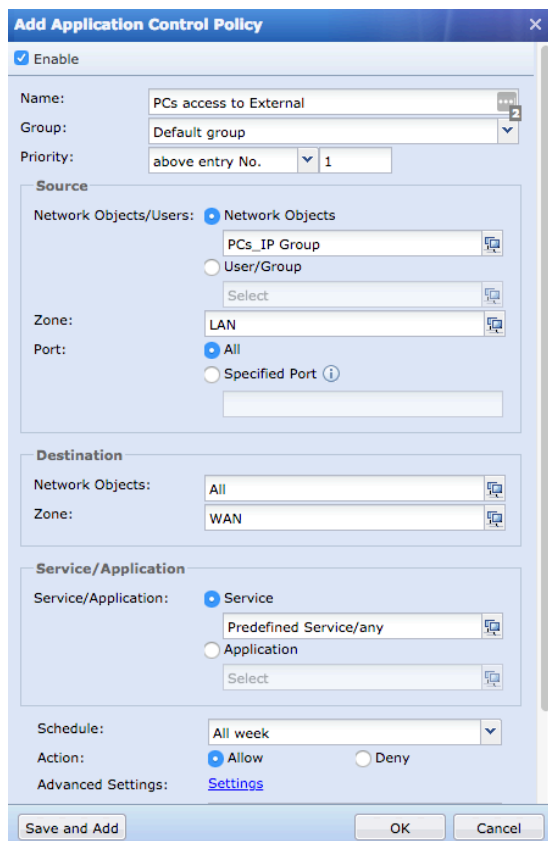 Add Application Control Policy
Enable
Name: PCs access to External
2
Group: Default group
Priority: above entry No. 1
Source
Network Objects/Users: Network Objects
PCs_IP Group
User/Group
Select
Zone: LAN
Port: All
Specified Port
Destination
Network Objects: All
Zone: WAN
Service/Application
Service/Application: Service
Predefined Service/any
Application
Select
Schedule: All week
Action: Allow Deny
Advanced Settings: Settings
Save and Add OK Cancel